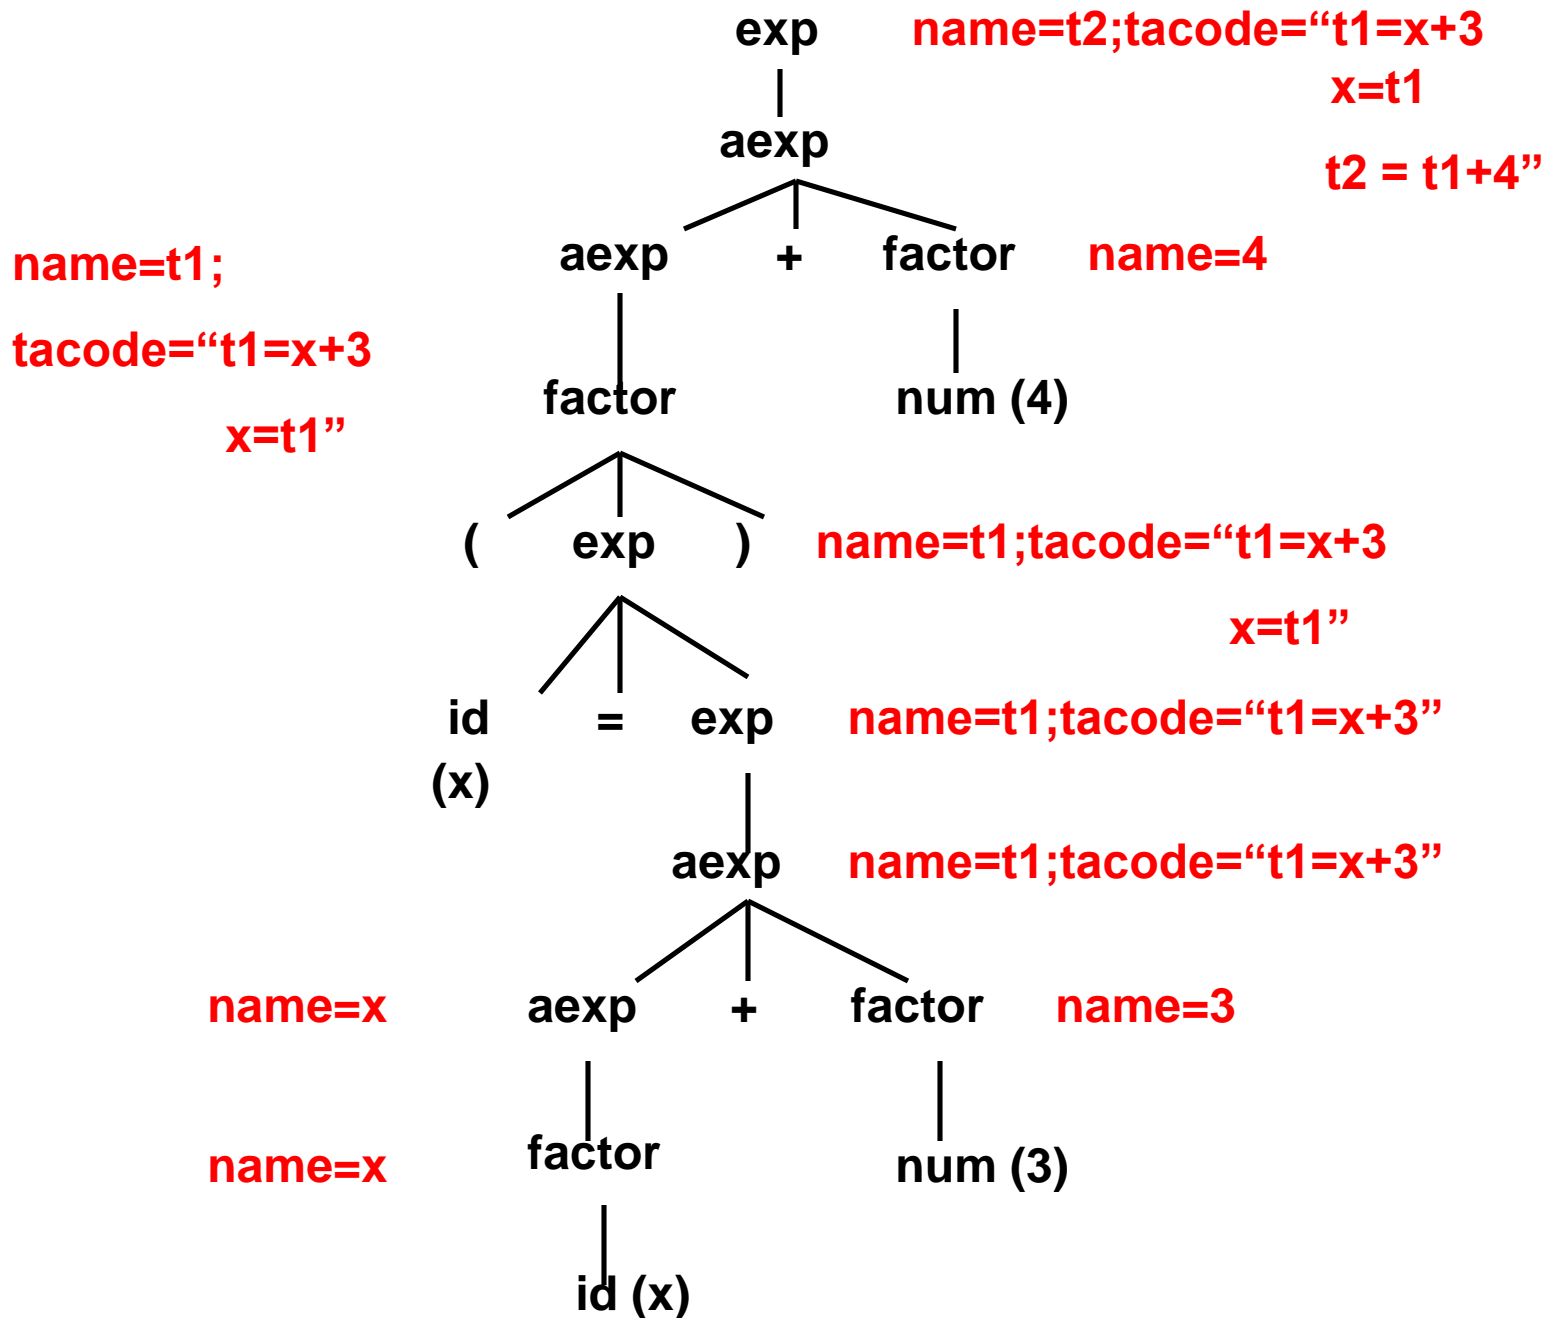 exp name=t2;tacode=“t1=x+3
x=t1
aexp
t2 = t1+4”
name=t1; aexp + factor name=4
tacode=“t1=x+3
factor num (4)
x=t1”
( exp ) name=t1;tacode=“t1=x+3
x=t1”
id = exp name=t1;tacode=“t1=x+3”
(x)
aexp name=t1;tacode=“t1=x+3”
name=x aexp + factor name=3
name=x factor num (3)
id (x)